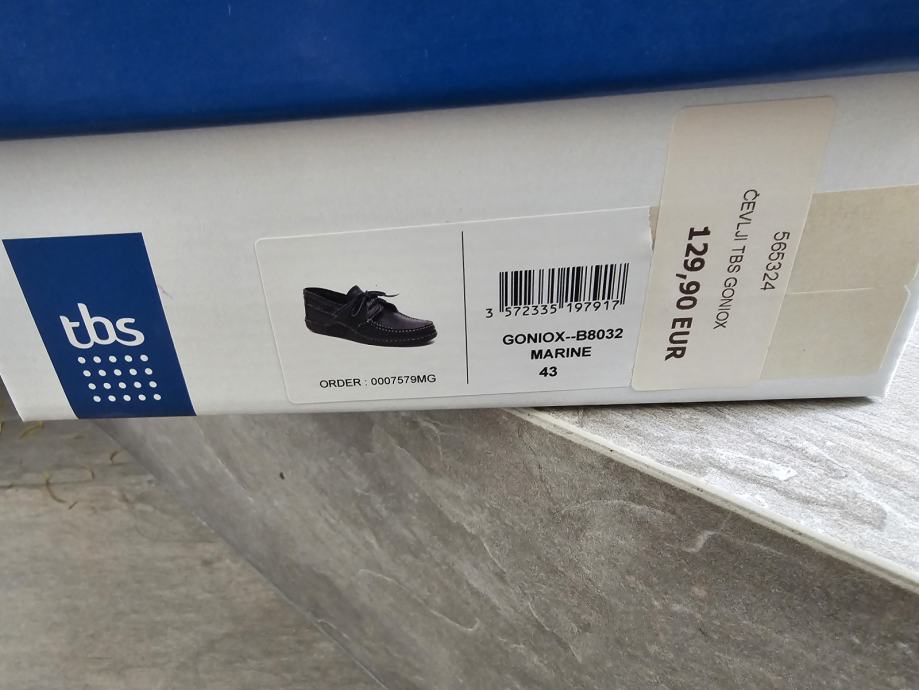 tbs
ORDER : 0007579MG
3 572335 197917
GONIOX--B8032
MARINE
43
565324
ČEVLJI TBS GONIOX
129,90 EUR